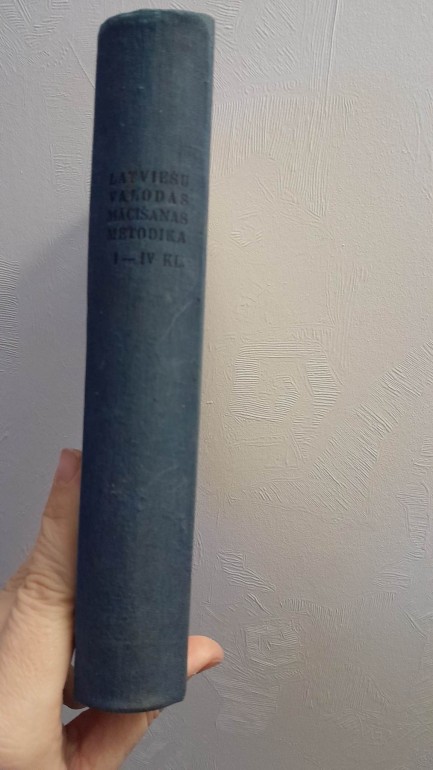 LATVIEŠU
VALODAS
MĀCĪŠANAS
METODIKA
I—IV KL.